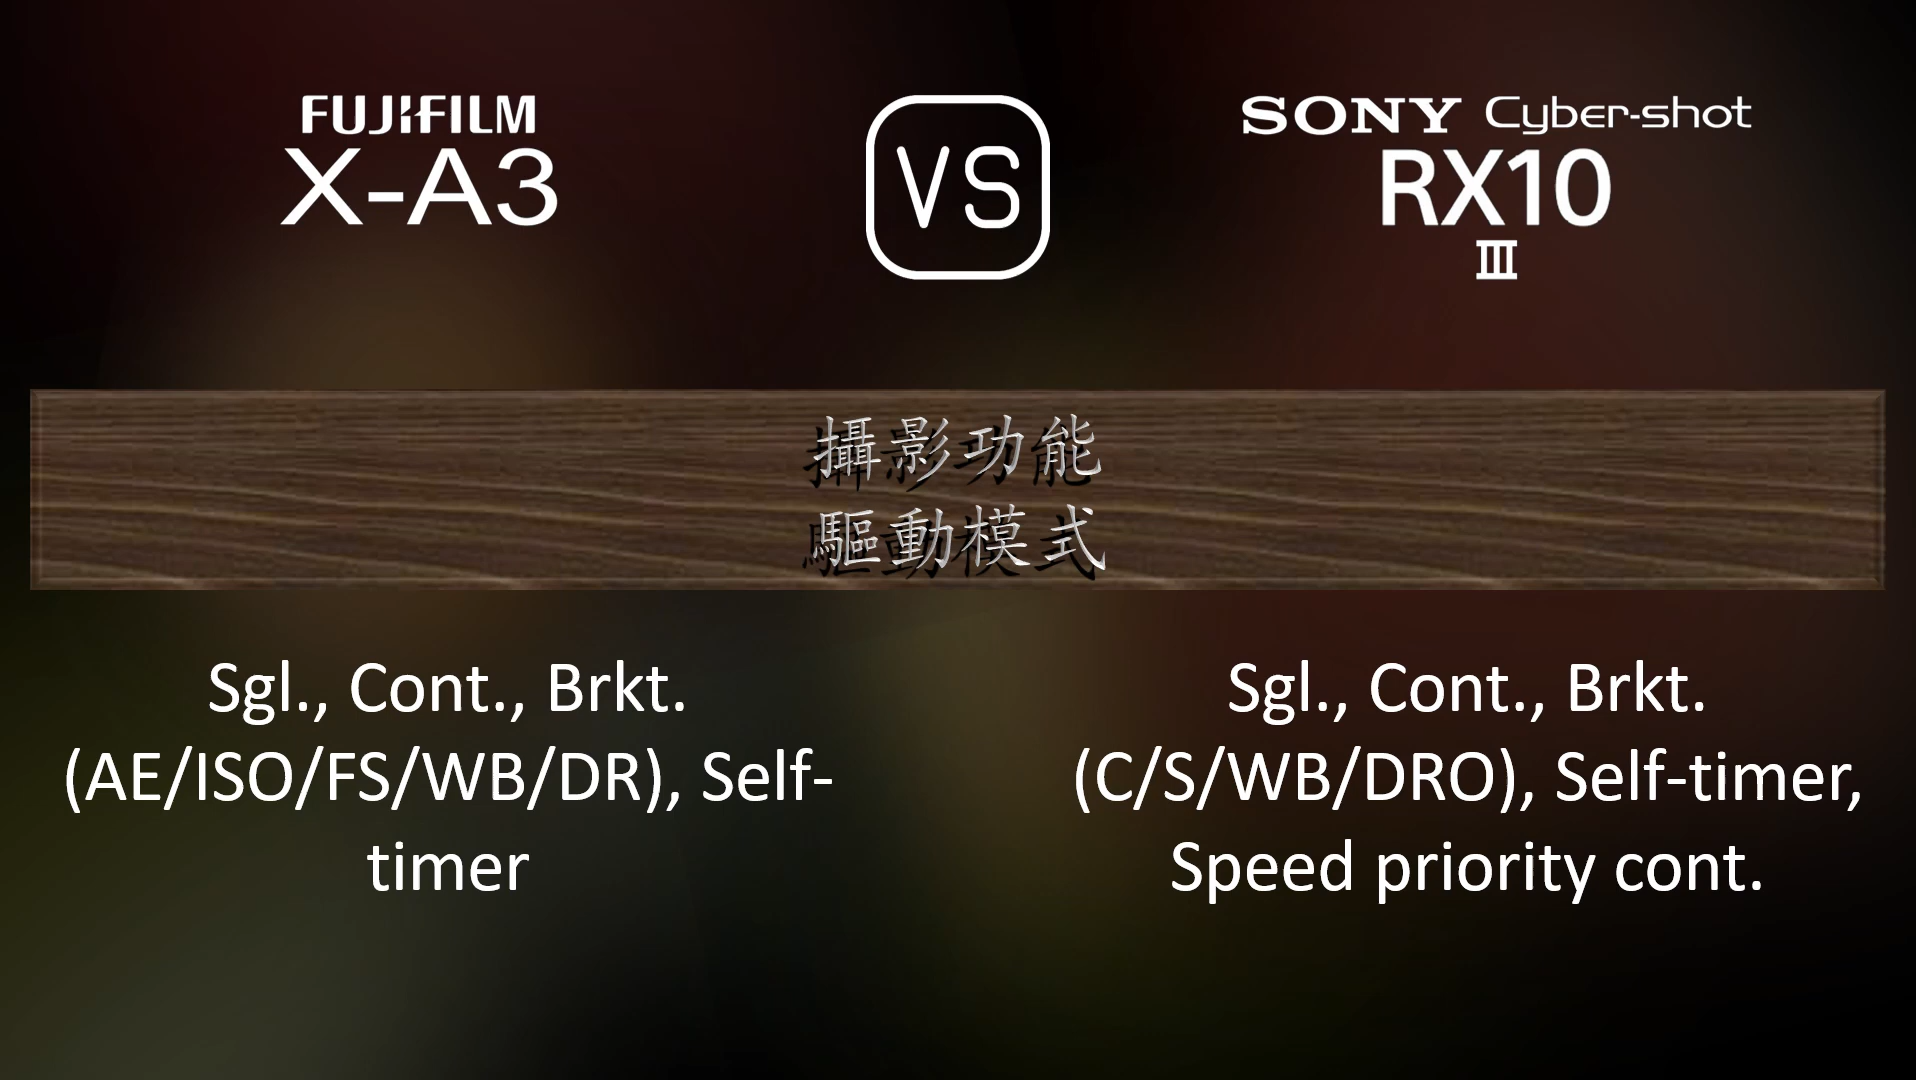 FUJIFILM
X-A3
VS
SONY Cyber-shot
RX10
III
攝影功能
驅動模式
Sgl., Cont., Brkt.
(AE/ISO/FS/WB/DR), Self-
timer
Sgl., Cont., Brkt.
(C/S/WB/DRO), Self-timer,
Speed priority cont.